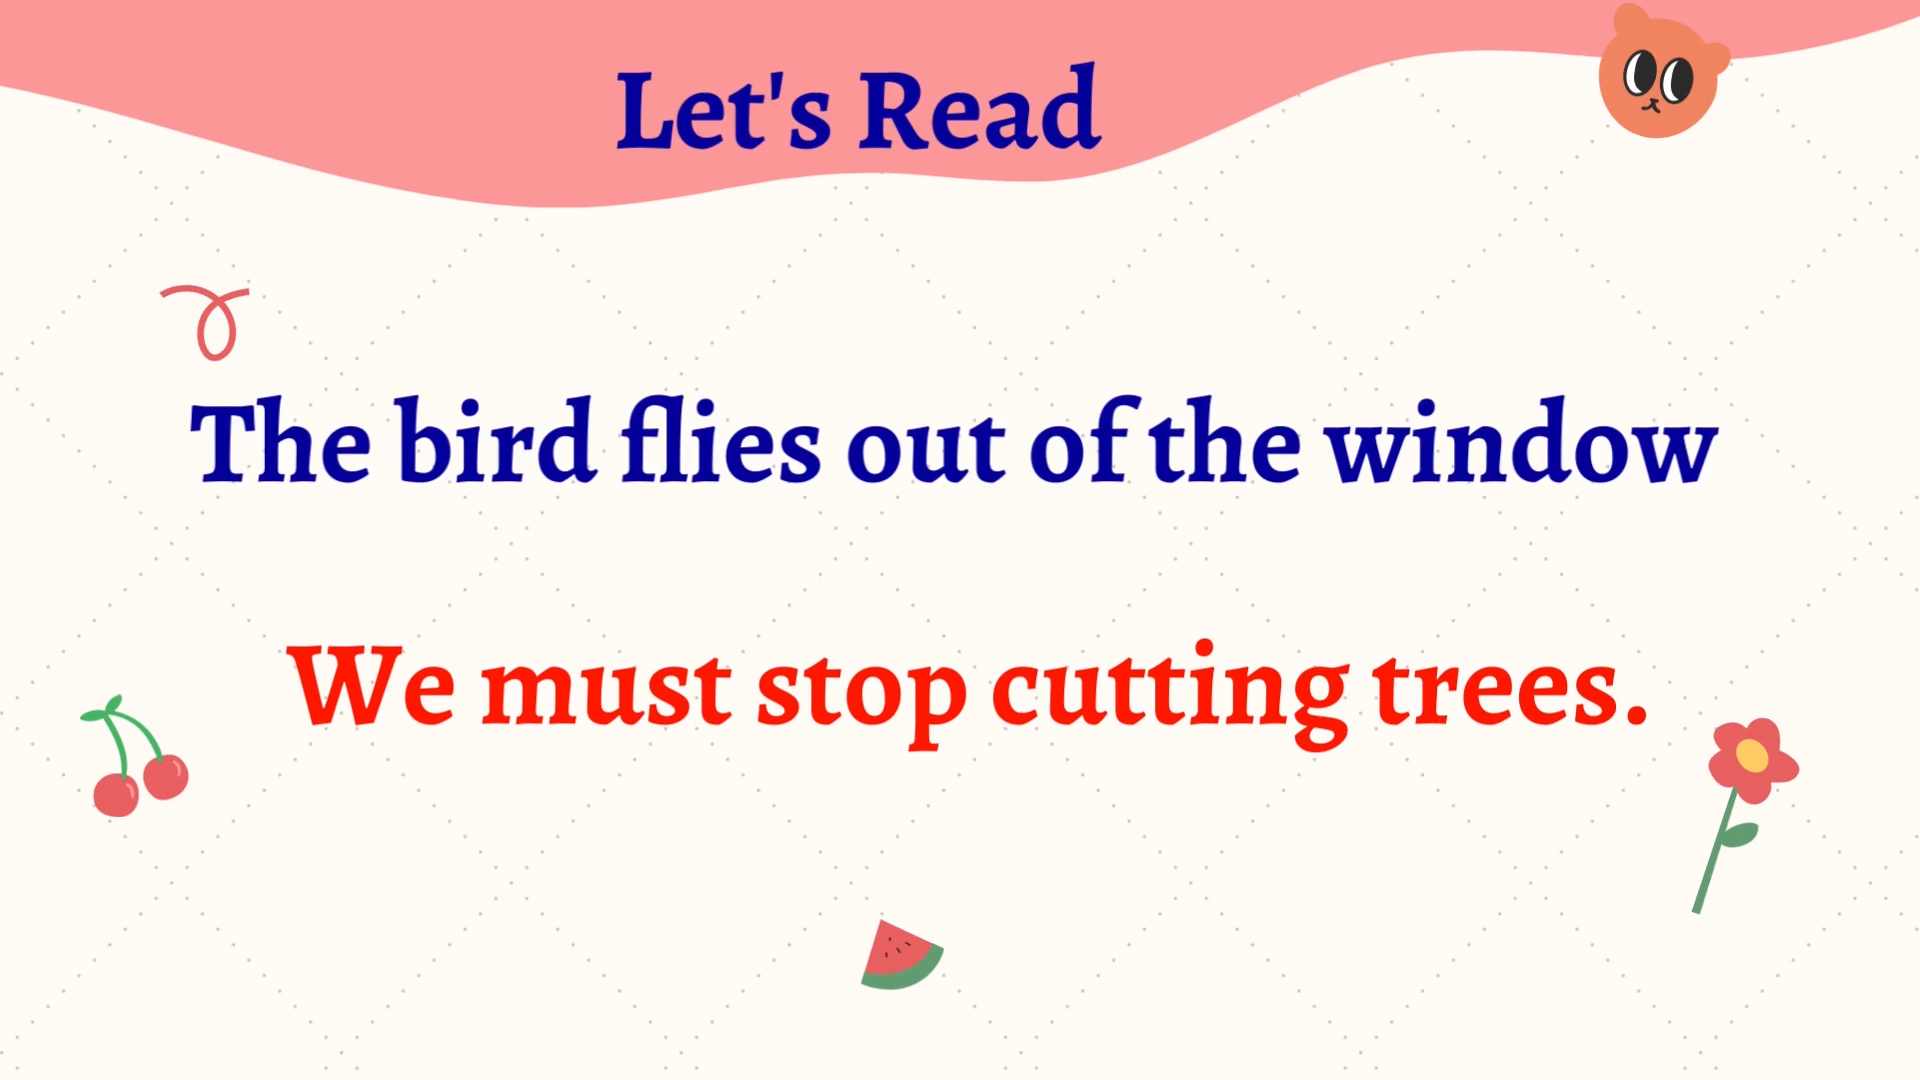 Let's Read
The bird flies out of the window
We must stop cutting trees.